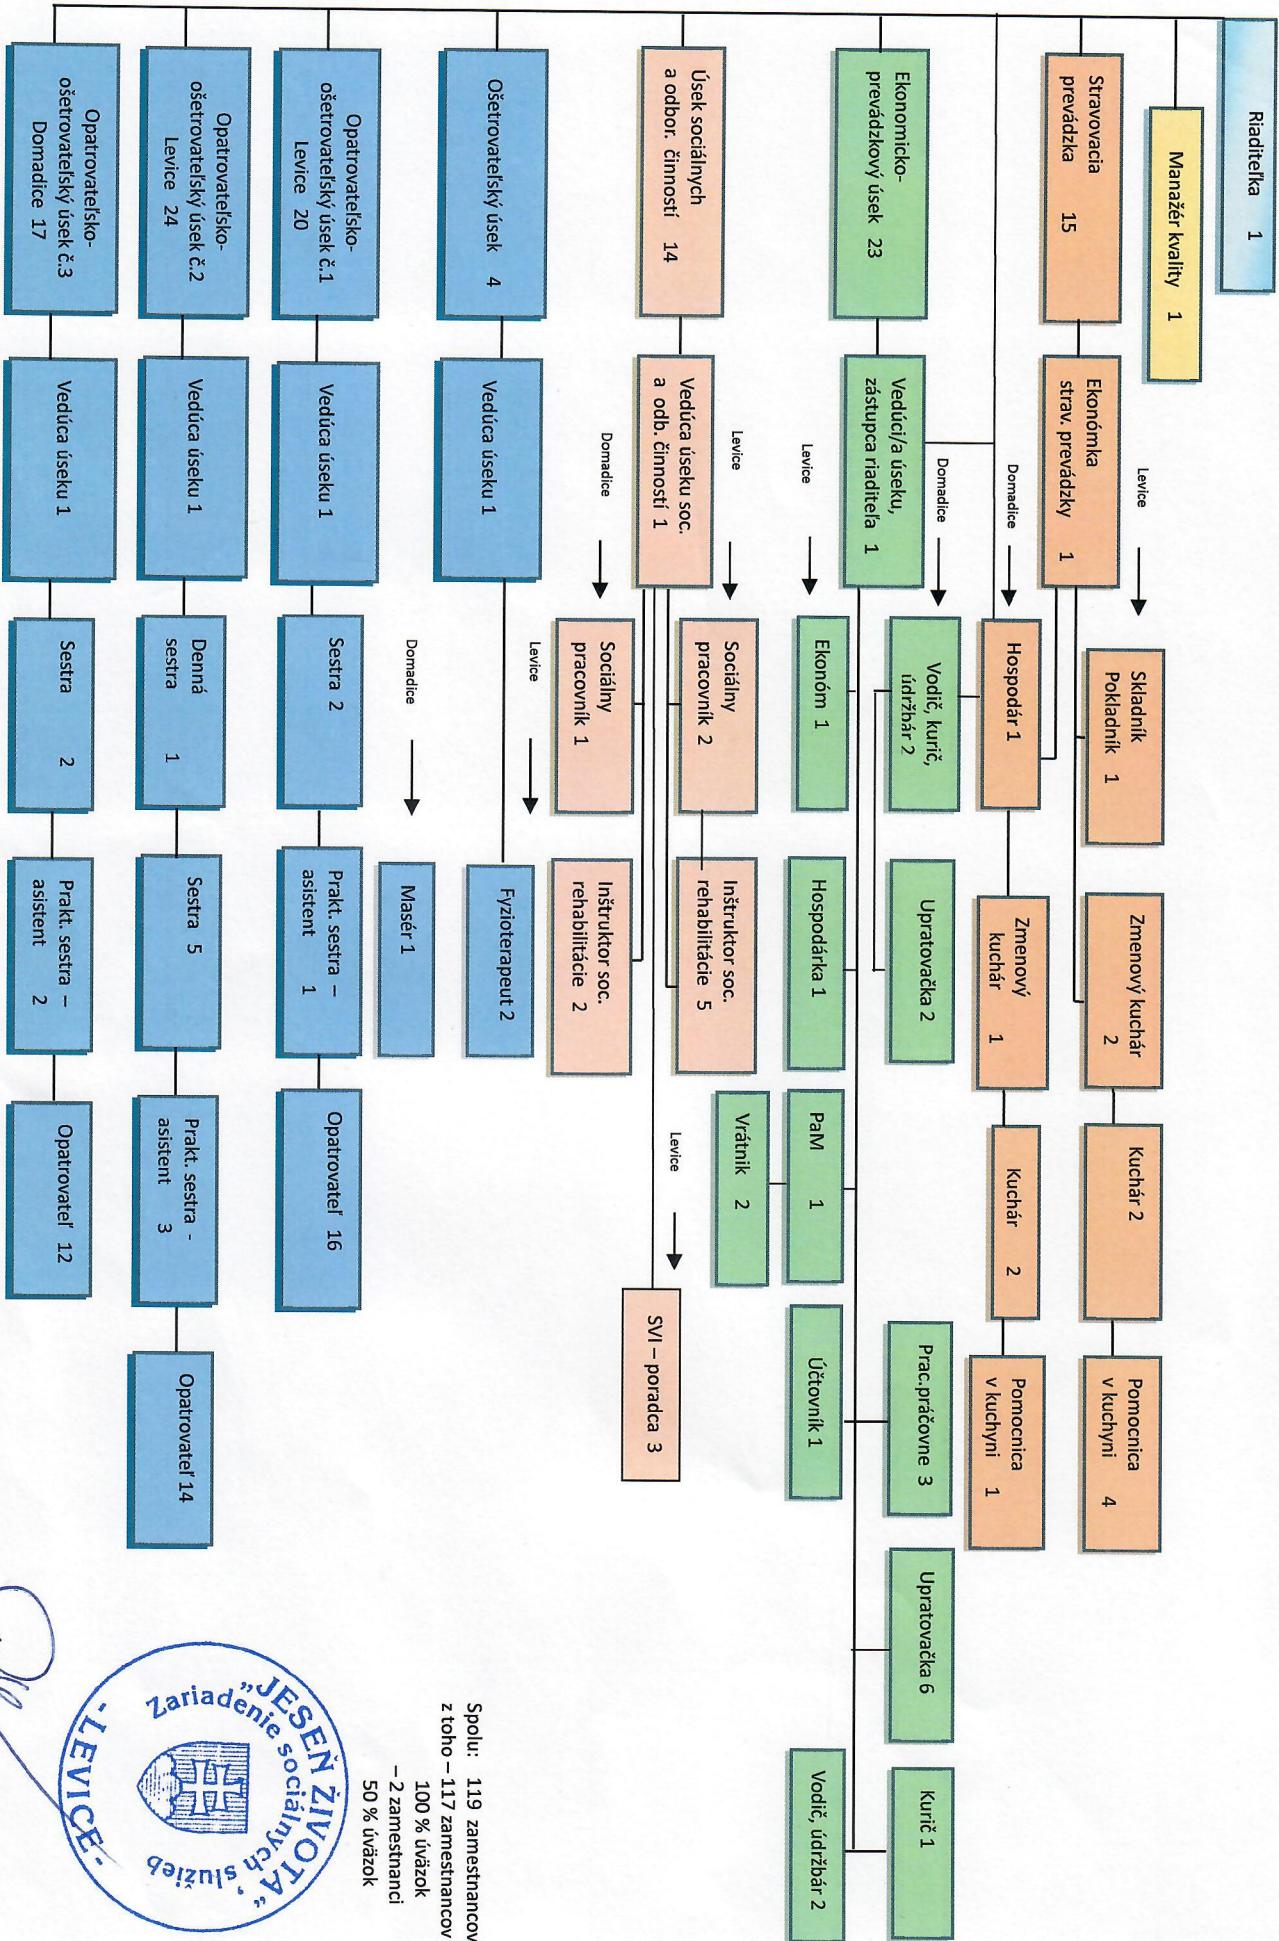 Riaditeľka 1
Manažér kvality 1
Stravovacia
prevádzka 15
Ekonómka
strav. prevádzky 1
Levice
Skladník
Pokladník 1
Zmenový kuchár
2
Kuchár 2
Pomocnica
v kuchyni 4
Domadice
Hospodár 1
Zmenový
kuchár 1
Kuchár 2
Pomocnica
v kuchyni 1
Ekonomicko-
prevádzkový úsek 23
Vedúci/a úseku,
zástupca riaditeľa 1
Domadice
Vodič, kurič,
údržbár 2
Upratovačka 2
Prac.práčovne 3
Upratovačka 6
Kurič 1
Levice
Ekonóm 1
Hospodárka 1
PaM 1
Vrátnik 2
Účtovník 1
Vodič, údržbár 2
Úsek sociálnych
a odbor. činností 14
Vedúca úseku soc.
a odb. činností 1
Levice
Sociálny
pracovník 2
Inštruktor soc.
rehabilitácie 5
Domadice
Sociálny
pracovník 1
Inštruktor soc.
rehabilitácie 2
Levice
SVI – poradca 3
Ošetrovateľský úsek 4
Vedúca úseku 1
Levice
Fyzioterapeut 2
Domadice
Masér 1
Opatrovateľsko-
ošetrovateľský úsek č.1
Levice 20
Vedúca úseku 1
Sestra 2
Prakt. sestra –
asistent 1
Opatrovateľ 16
Opatrovateľsko-
ošetrovateľský úsek č.2
Levice 24
Vedúca úseku 1
Denná
sestra 1
Sestra 5
Prakt. sestra -
asistent 3
Opatrovateľ 14
Opatrovateľsko-
ošetrovateľský úsek č.3
Domadice 17
Vedúca úseku 1
Sestra 2
Prakt. sestra –
asistent 2
Opatrovateľ 12
Spolu: 119 zamestnancov
z toho – 117 zamestnancov
100 % úväzok
– 2 zamestnanci
50 % úväzok
„JESEŇ ŽIVOTA“,
Zariadenie sociálnych služieb
- LEVICE -